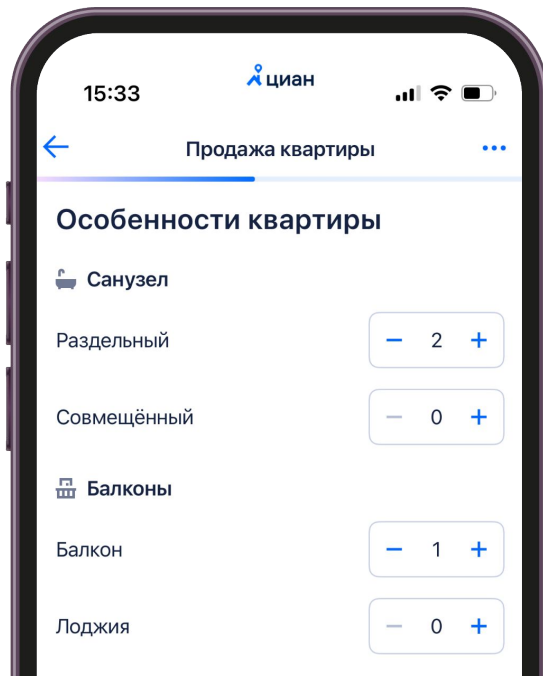 15:33
циан
Продажа квартиры
Особенности квартиры
Санузел
Раздельный
− 2 +
Совмещённый
− 0 +
Балконы
Балкон
− 1 +
Лоджия
− 0 +